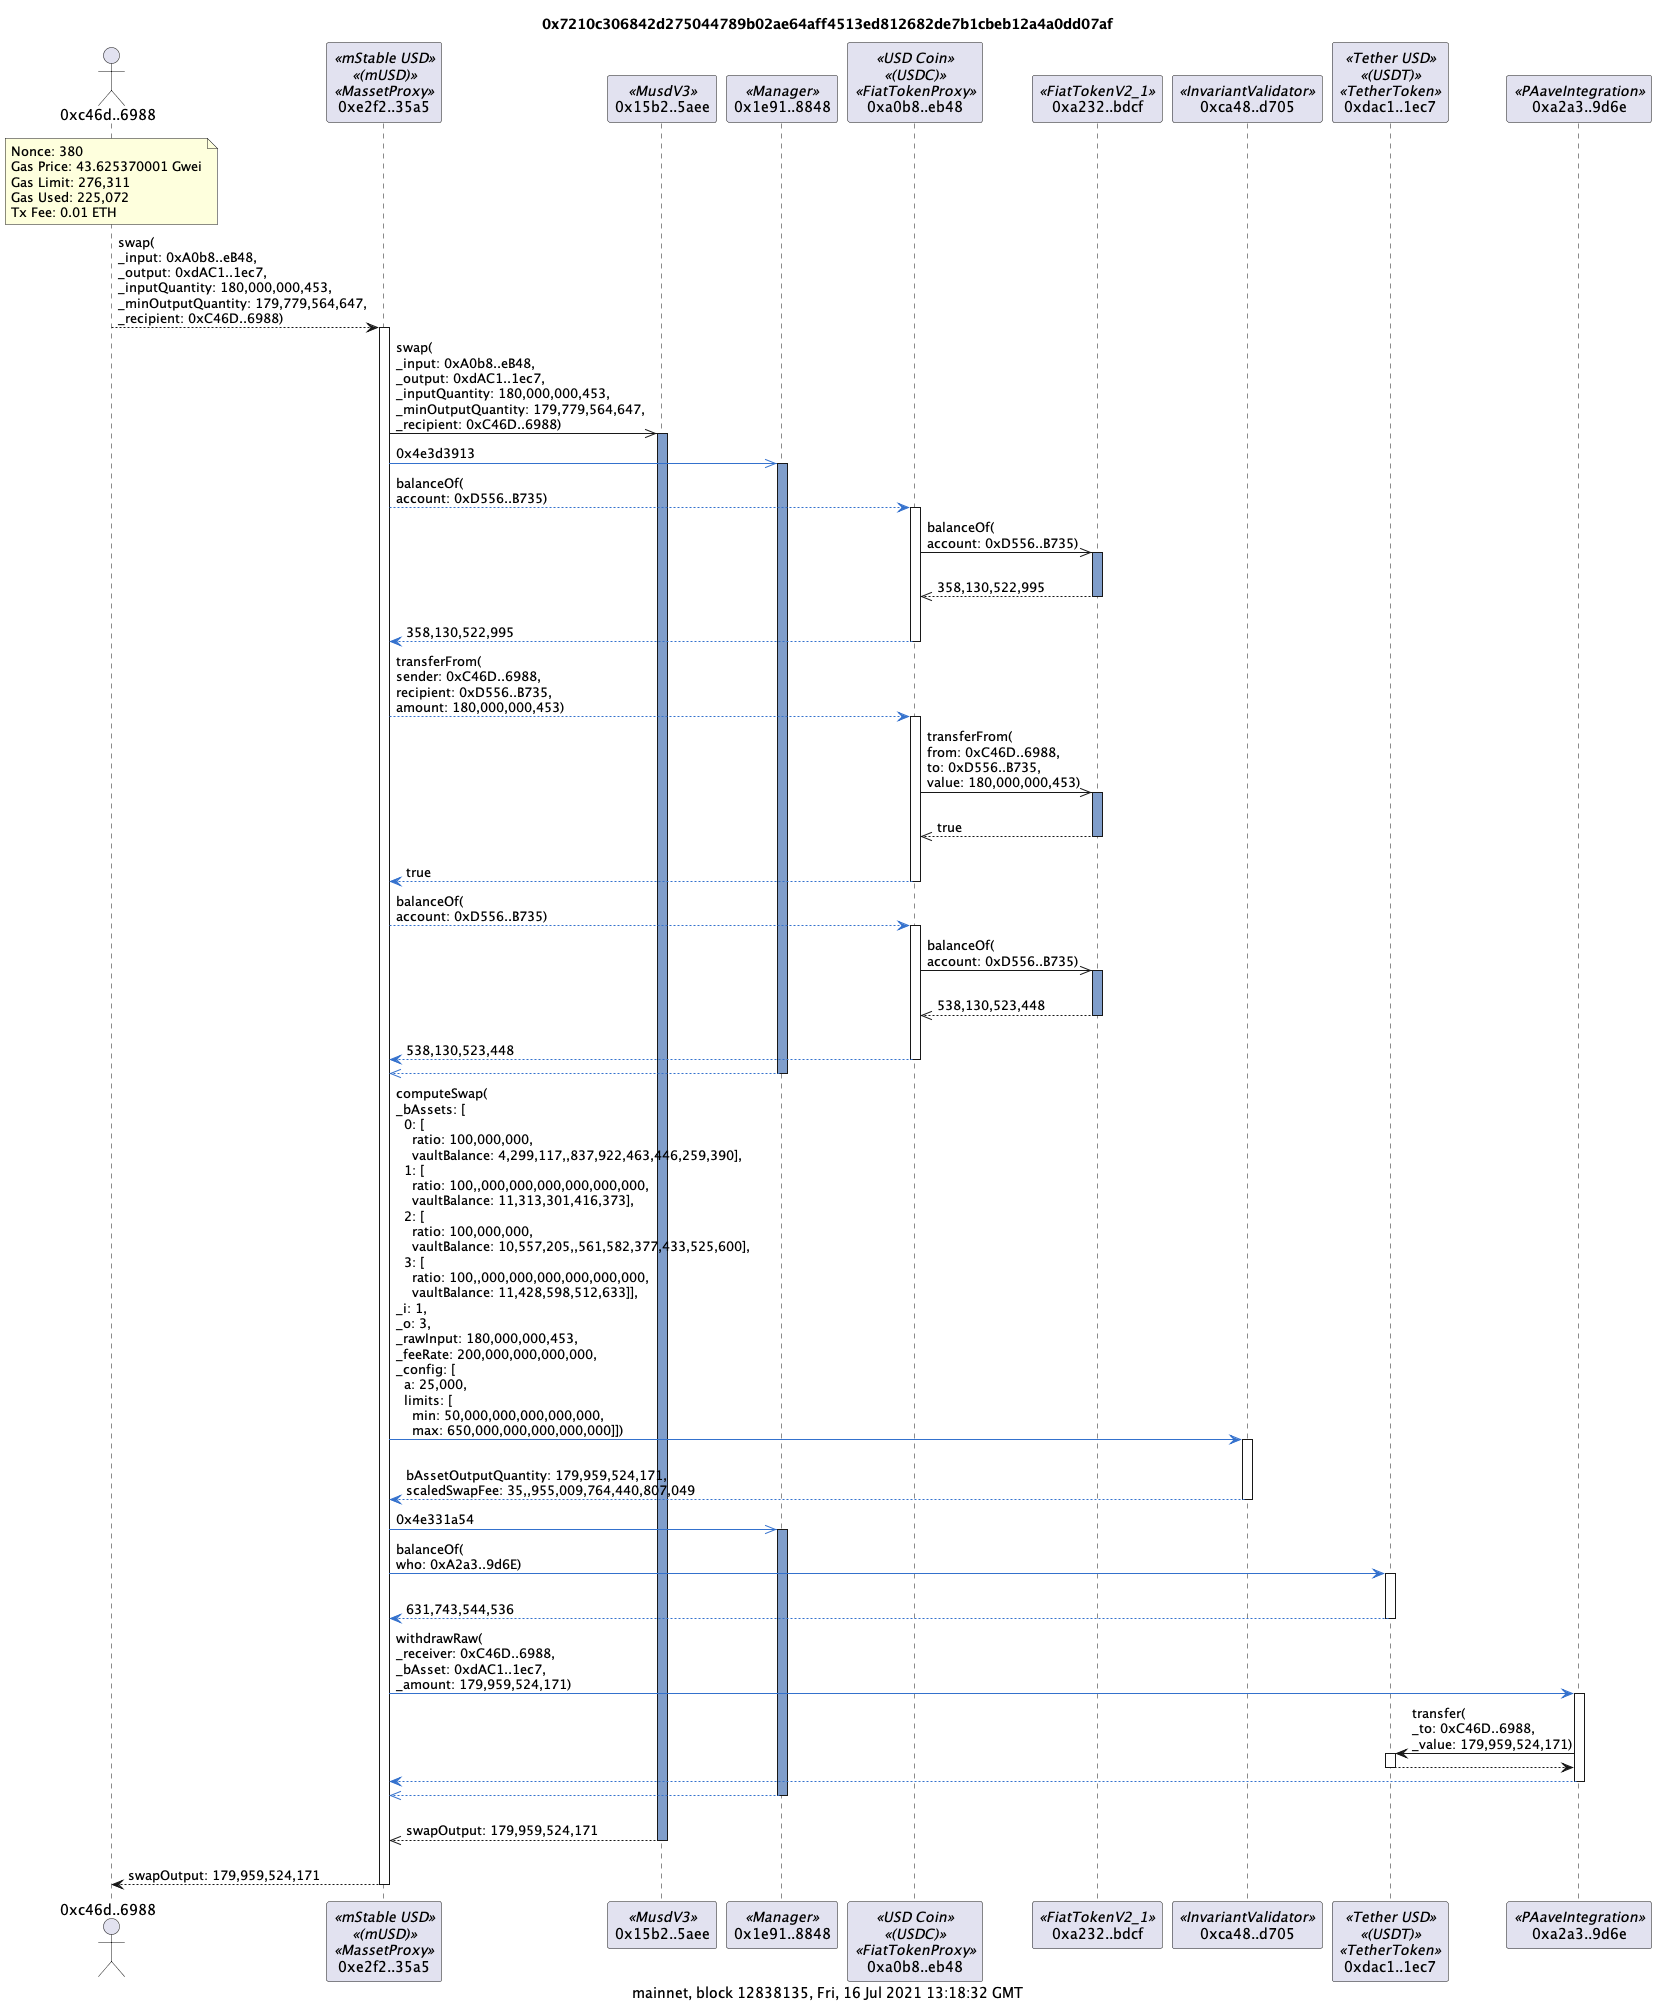 0x7210c306842d275044789b02ae64aff4513ed812682de7b1cbeb12a4a0dd07af
0xc46d..6988
«mStable USD»
«(mUSD)»
«MassetProxy»
0xe2f2..35a5
«MusdV3»
0x15b2..5aee
«Manager»
0x1e91..8848
«USD Coin»
«(USDC)»
«FiatTokenProxy»
0xa0b8..eb48
«FiatTokenV2_1»
0xa232..bdcf
«InvariantValidator»
0xca48..d705
«Tether USD»
«(USDT)»
«TetherToken»
0xdac1..1ec7
«PAaveIntegration»
0xa2a3..9d6e
Nonce: 380
Gas Price: 43.625370001 Gwei
Gas Limit: 276,311
Gas Used: 225,072
Tx Fee: 0.01 ETH
swap(
_input: 0xA0b8..eB48,
_output: 0xdAC1..1ec7,
_inputQuantity: 180,000,000,453,
_minOutputQuantity: 179,779,564,647,
_recipient: 0xC46D..6988)
swap(
_input: 0xA0b8..eB48,
_output: 0xdAC1..1ec7,
_inputQuantity: 180,000,000,453,
_minOutputQuantity: 179,779,564,647,
_recipient: 0xC46D..6988)
0x4e3d3913
balanceOf(
account: 0xD556..B735)
balanceOf(
account: 0xD556..B735)
358,130,522,995
358,130,522,995
transferFrom(
sender: 0xC46D..6988,
recipient: 0xD556..B735,
amount: 180,000,000,453)
transferFrom(
from: 0xC46D..6988,
to: 0xD556..B735,
value: 180,000,000,453)
true
true
balanceOf(
account: 0xD556..B735)
balanceOf(
account: 0xD556..B735)
538,130,523,448
538,130,523,448
computeSwap(
_bAssets: [
0: [
ratio: 100,000,000,
vaultBalance: 4,299,117,,837,922,463,446,259,390],
1: [
ratio: 100,,000,000,000,000,000,000,
vaultBalance: 11,313,301,416,373],
2: [
ratio: 100,000,000,
vaultBalance: 10,557,205,,561,582,377,433,525,600],
3: [
ratio: 100,,000,000,000,000,000,000,
vaultBalance: 11,428,598,512,633]],
_i: 1,
_o: 3,
_rawInput: 180,000,000,453,
_feeRate: 200,000,000,000,000,
_config: [
a: 25,000,
limits: [
min: 50,000,000,000,000,000,
max: 650,000,000,000,000,000]])
bAssetOutputQuantity: 179,959,524,171,
scaledSwapFee: 35,,955,009,764,440,807,049
0x4e331a54
balanceOf(
who: 0xA2a3..9d6E)
631,743,544,536
withdrawRaw(
_receiver: 0xC46D..6988,
_bAsset: 0xdAC1..1ec7,
_amount: 179,959,524,171)
transfer(
_to: 0xC46D..6988,
_value: 179,959,524,171)
swapOutput: 179,959,524,171
swapOutput: 179,959,524,171
0xc46d..6988
«mStable USD»
«(mUSD)»
«MassetProxy»
0xe2f2..35a5
«MusdV3»
0x15b2..5aee
«Manager»
0x1e91..8848
«USD Coin»
«(USDC)»
«FiatTokenProxy»
0xa0b8..eb48
«FiatTokenV2_1»
0xa232..bdcf
«InvariantValidator»
0xca48..d705
«Tether USD»
«(USDT)»
«TetherToken»
0xdac1..1ec7
«PAaveIntegration»
0xa2a3..9d6e
mainnet, block 12838135, Fri, 16 Jul 2021 13:18:32 GMT